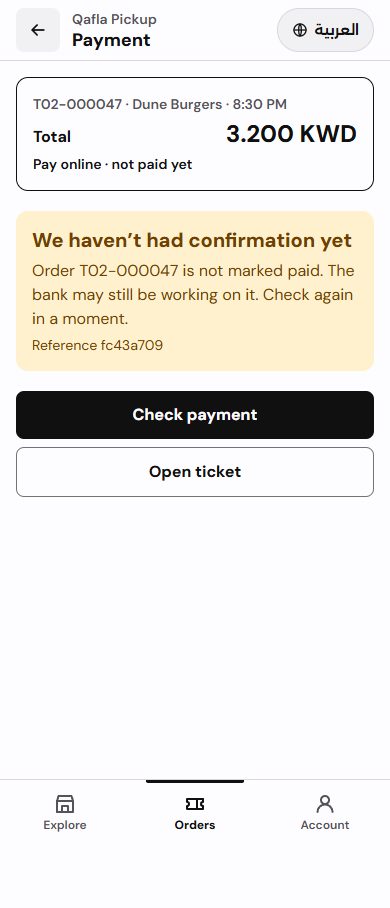 Qafla Pickup
Payment
العربية
T02-000047 · Dune Burgers · 8:30 PM
Total 3.200 KWD
Pay online · not paid yet
We haven’t had confirmation yet
Order T02-000047 is not marked paid. The
bank may still be working on it. Check again
in a moment.
Reference fc43a709
Check payment
Open ticket
Explore Orders Account